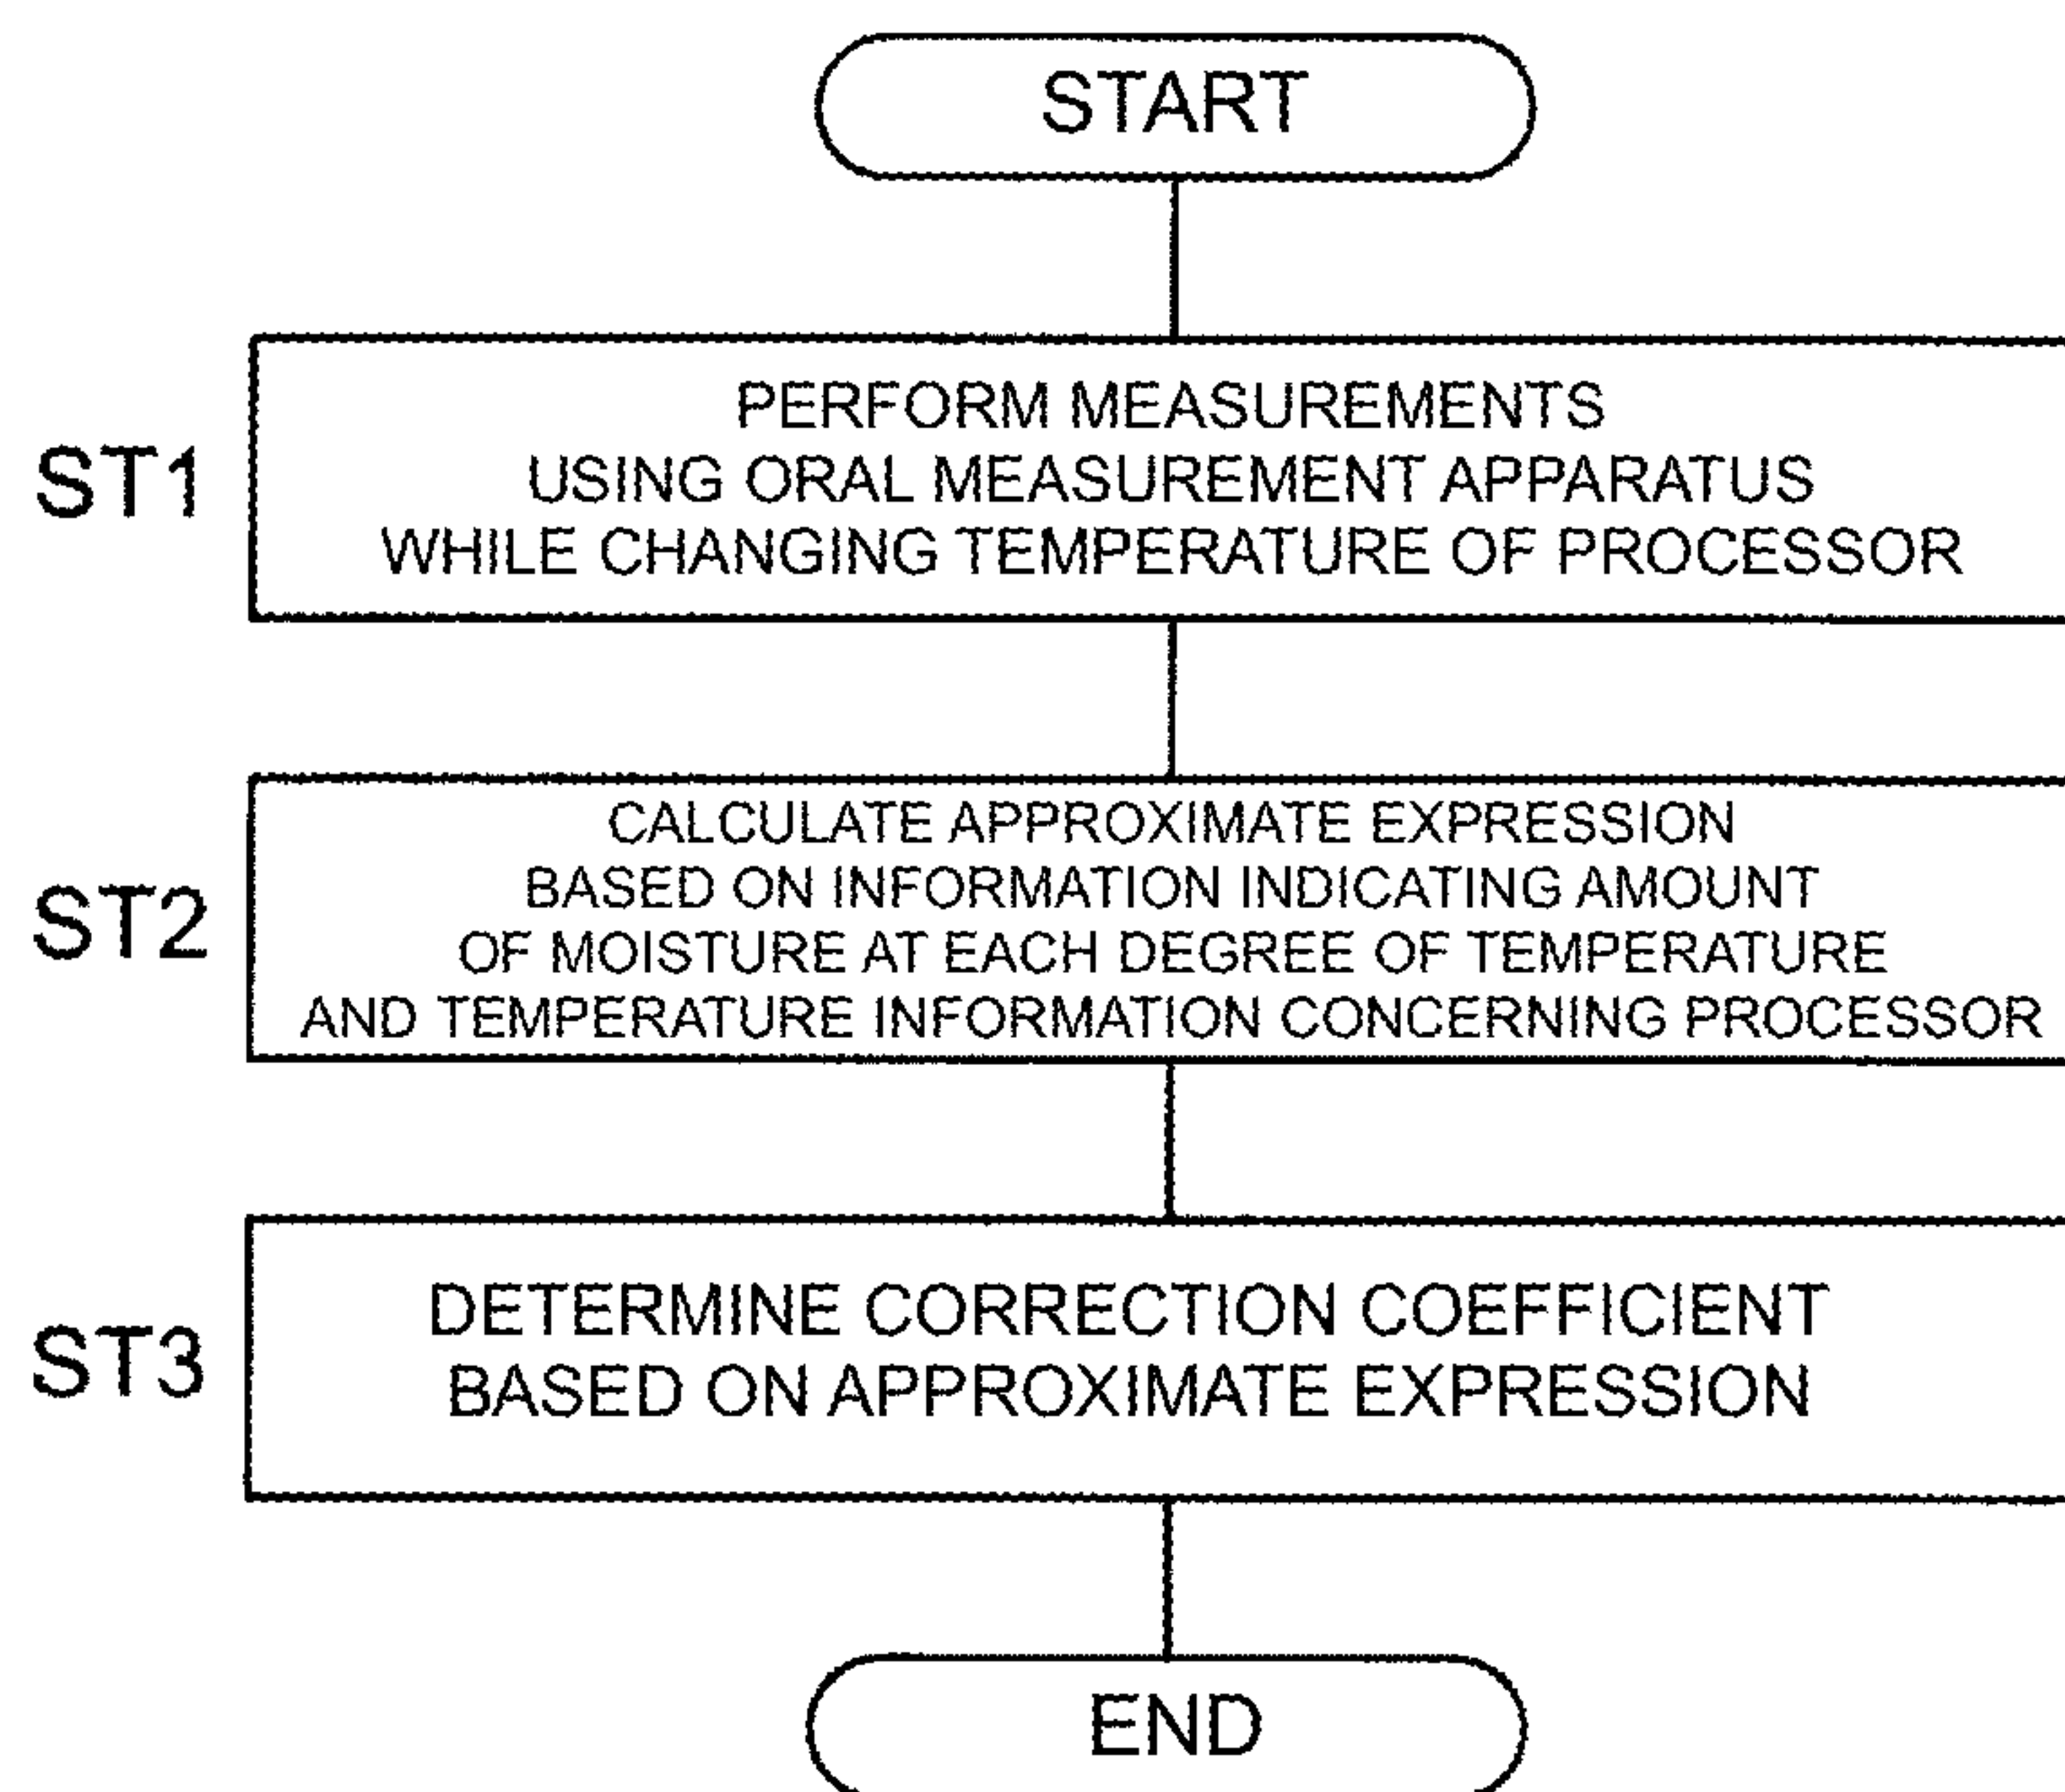 START
ST1
PERFORM MEASUREMENTS
USING ORAL MEASUREMENT APPARATUS
WHILE CHANGING TEMPERATURE OF PROCESSOR
ST2
CALCULATE APPROXIMATE EXPRESSION
BASED ON INFORMATION INDICATING AMOUNT
OF MOISTURE AT EACH DEGREE OF TEMPERATURE
AND TEMPERATURE INFORMATION CONCERNING PROCESSOR
ST3
DETERMINE CORRECTION COEFFICIENT
BASED ON APPROXIMATE EXPRESSION
END